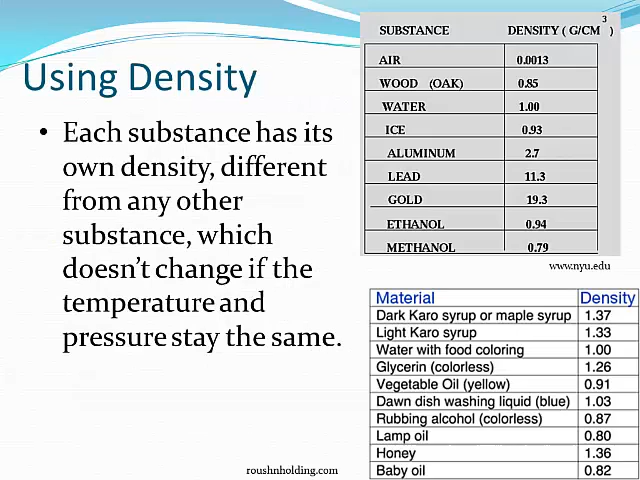 Using Density
• Each substance has its
own density, different
from any other
substance, which
doesn't change if the
temperature and
pressure stay the same.
roushnholding.com
SUBSTANCE DENSITY ( G/CM 3 )
AIR 0.0013
WOOD (OAK) 0.85
WATER 1.00
ICE 0.93
ALUMINUM 2.7
LEAD 11.3
GOLD 19.3
ETHANOL 0.94
METHANOL 0.79
www.nyu.edu
Material Density
Dark Karo syrup or maple syrup 1.37
Light Karo syrup 1.33
Water with food coloring 1.00
Glycerin (colorless) 1.26
Vegetable Oil (yellow) 0.91
Dawn dish washing liquid (blue) 1.03
Rubbing alcohol (colorless) 0.87
Lamp oil 0.80
Honey 1.36
Baby oil 0.82